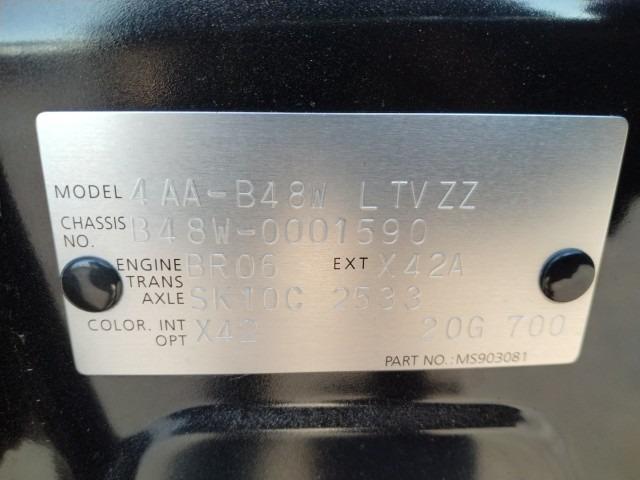 MODEL 4AA-B48W LTVZZ
CHASSIS NO. B48W-0001590
ENGINE BR06 EXT X42A
TRANS AXLE SK10C 2533
COLOR. INT OPT X42 20G 700
PART NO.: MS903081